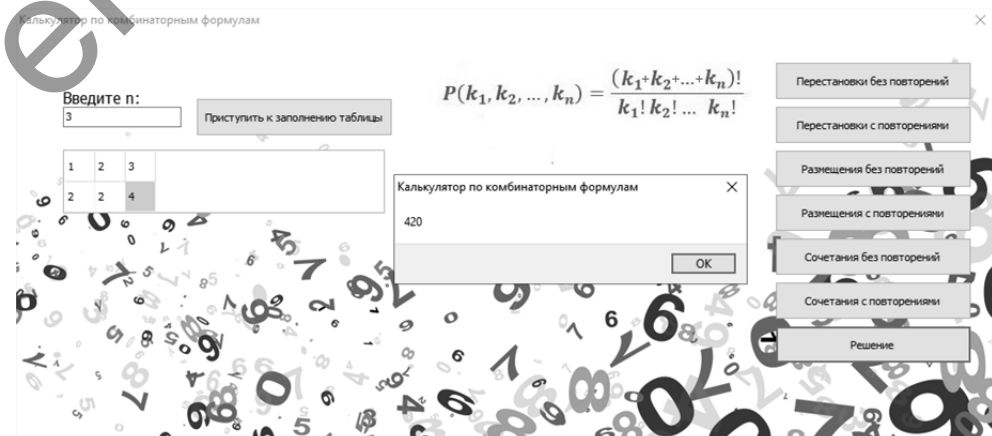 Калькулятор по комбинаторным формулам
Введите n:
3
Приступить к заполнению таблицы
P(k₁, k₂, ..., kₙ) = (k₁+k₂+...+kₙ)! / k₁! k₂! ... kₙ!
1 2 3
2 2 4
Калькулятор по комбинаторным формулам
420
OK
Перестановки без повторений
Перестановки с повторениями
Размещения без повторений
Размещения с повторениями
Сочетания без повторений
Сочетания с повторениями
Решение